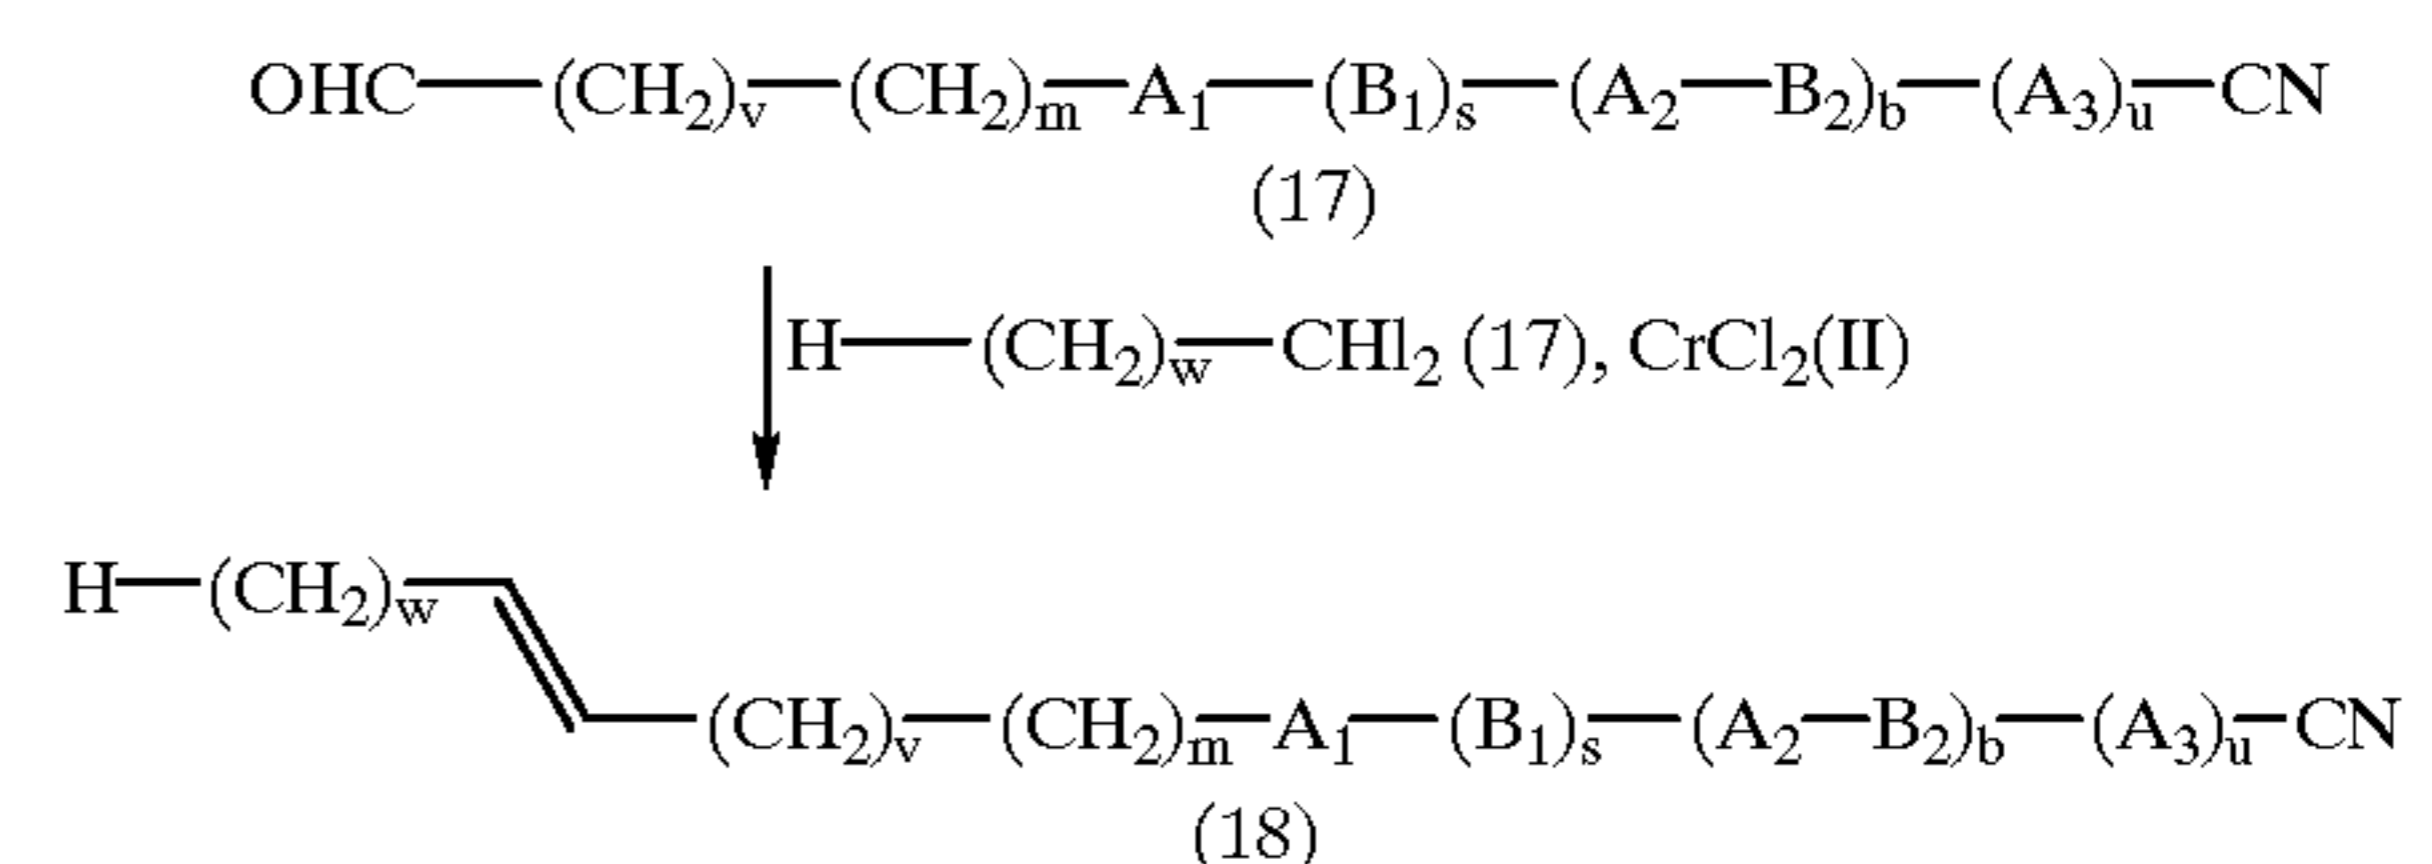 OHC—(CH₂)ᵥ—(CH₂)ₘ—A₁—(B₁)ₛ—(A₂—B₂)b—(A₃)ᵤ—CN
(17)
H—(CH₂)w—CHl₂ (17), CrCl₂(II)
H—(CH₂)w
(CH₂)ᵥ—(CH₂)ₘ—A₁—(B₁)ₛ—(A₂—B₂)b—(A₃)ᵤ—CN
(18)